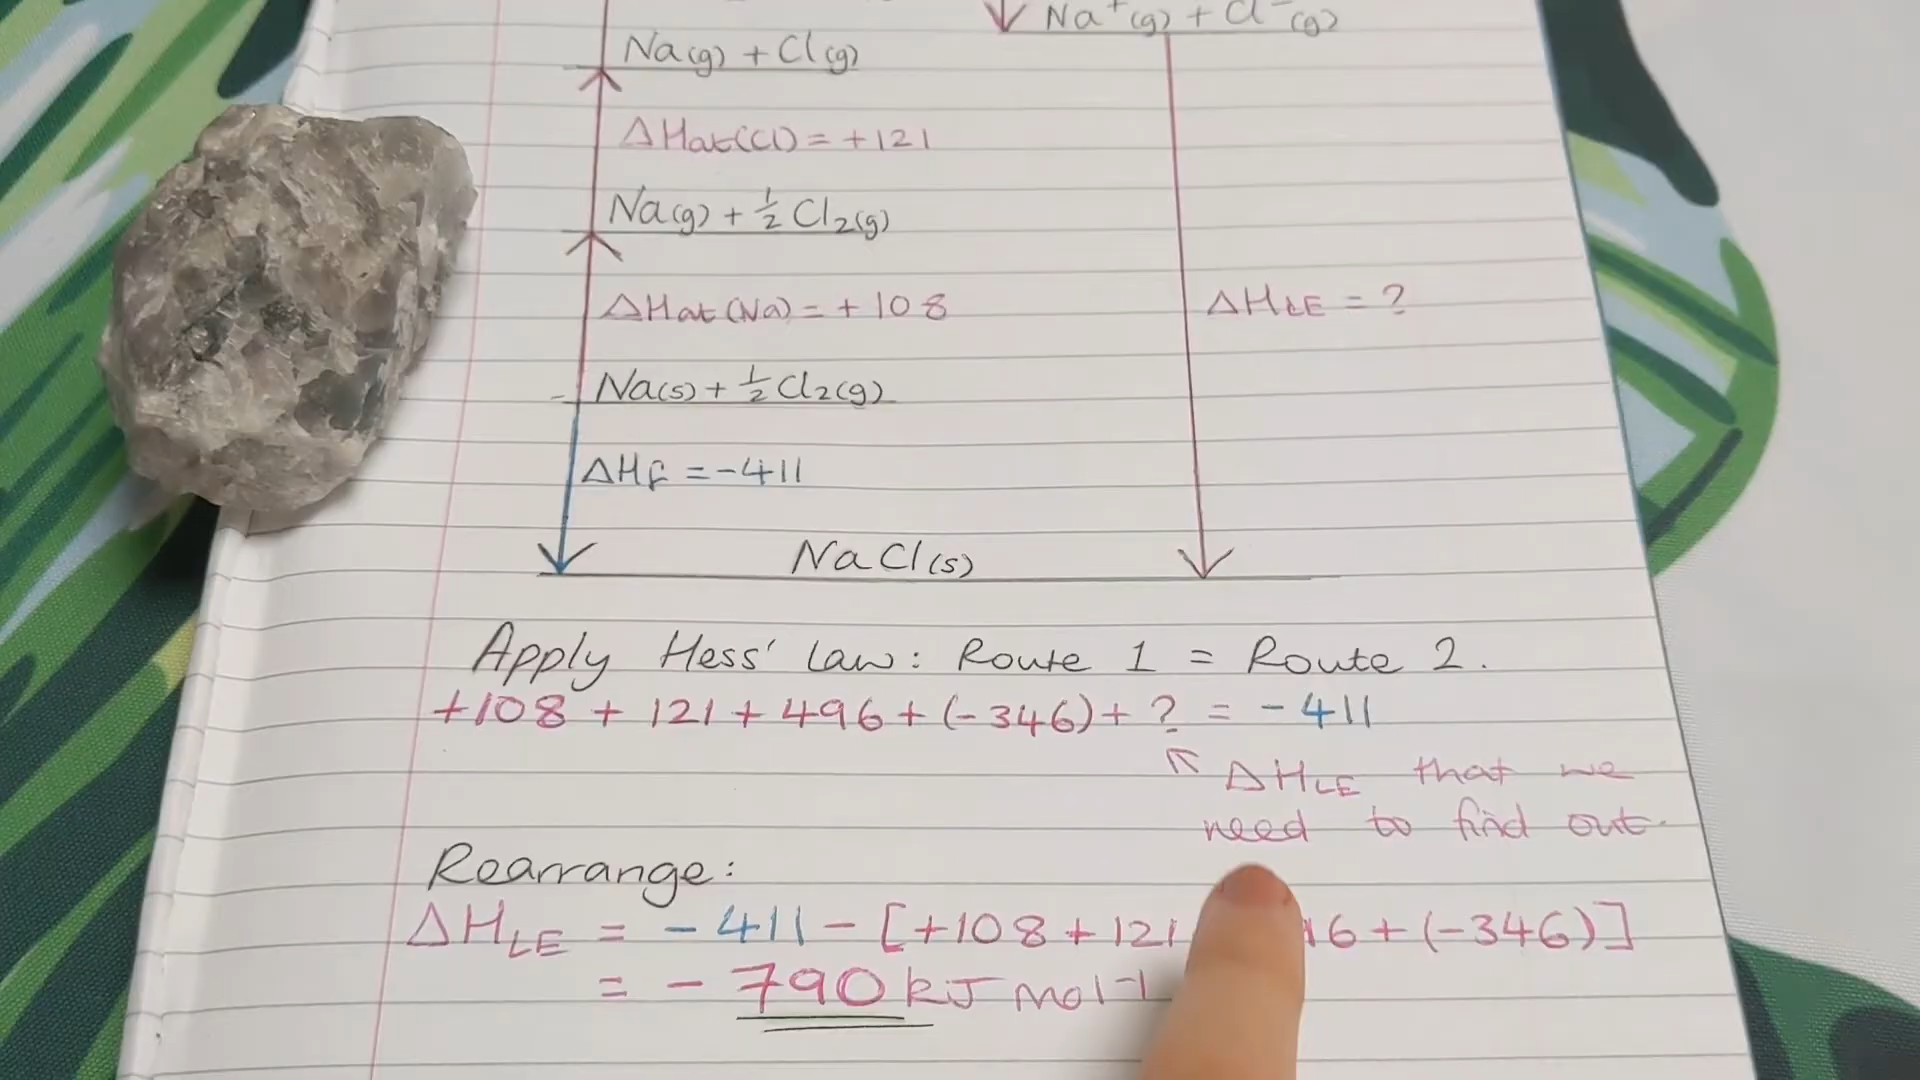 Na⁺(g) + Cl⁻(g)
Na(g) + Cl(g)
ΔHat(Cl) = +121
Na(g) + ½Cl₂(g)
ΔHat(Na) = +108
ΔHLE = ?
Na(s) + ½Cl₂(g)
ΔHf = -411
NaCl(s)
Apply Hess' Law: Route 1 = Route 2.
+108 + 121 + 496 + (-346) + ? = -411
ΔHLE that we
need to find out.
Rearrange:
ΔHLE = -411 - [+108 + 121 6 + (-346)]
= -790 kJ mol-1